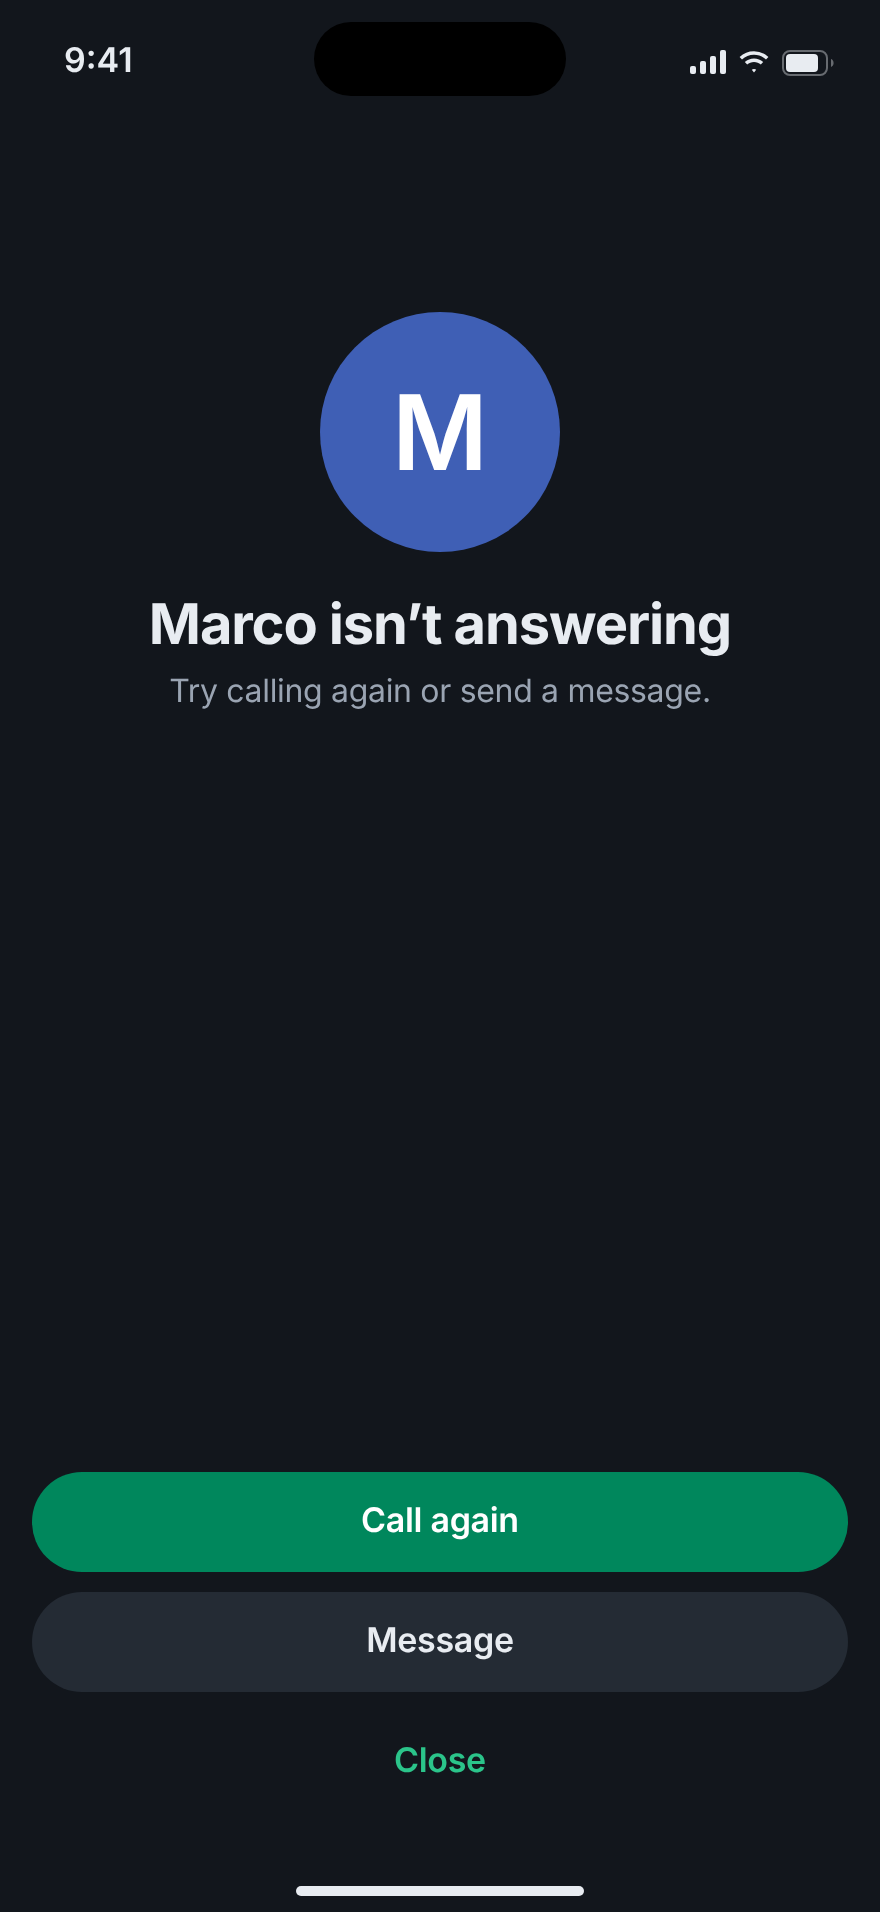 9:41
M
Marco isn’t answering
Try calling again or send a message.
Call again
Message
Close